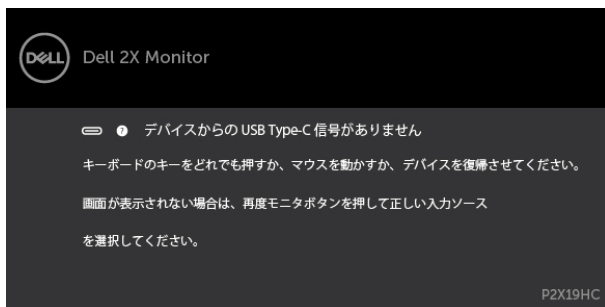 DELL
Dell 2X Monitor
デバイスからの USB Type-C 信号がありません
キーボードのキーをどれでも押すか、マウスを動かすか、デバイスを復帰させてください。
画面が表示されない場合は、再度モニタボタンを押して正しい入力ソース
を選択してください。
P2X19HC